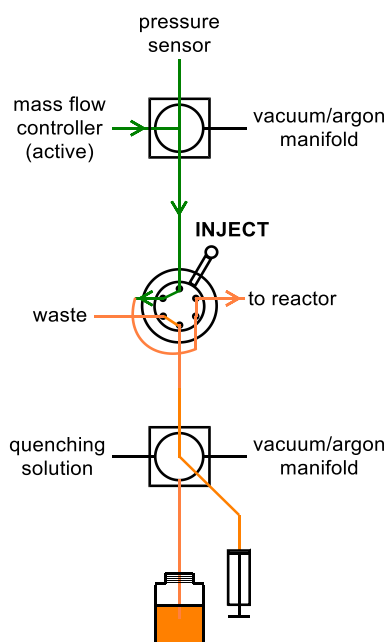 pressure
sensor
mass flow
controller
(active)
vacuum/argon
manifold
INJECT
to reactor
waste
quenching
solution
vacuum/argon
manifold